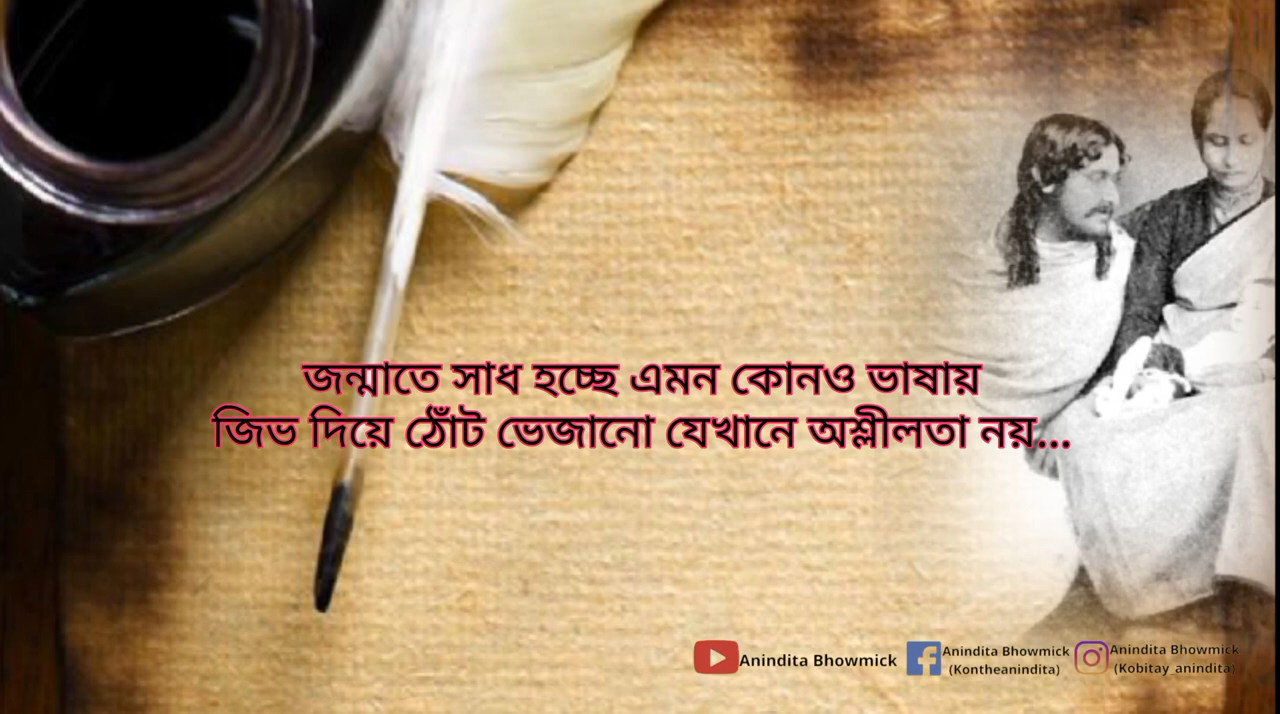 জন্মাতে সাধ হচ্ছে এমন কোনও ভাষায়
জিভ দিয়ে ঠোঁট ভেজানো যেখানে অশ্লীলতা নয়...
Anindita Bhowmick
Anindita Bhowmick
(Kontheanindita)
Anindita Bhowmick
(Kobitay_anindita)